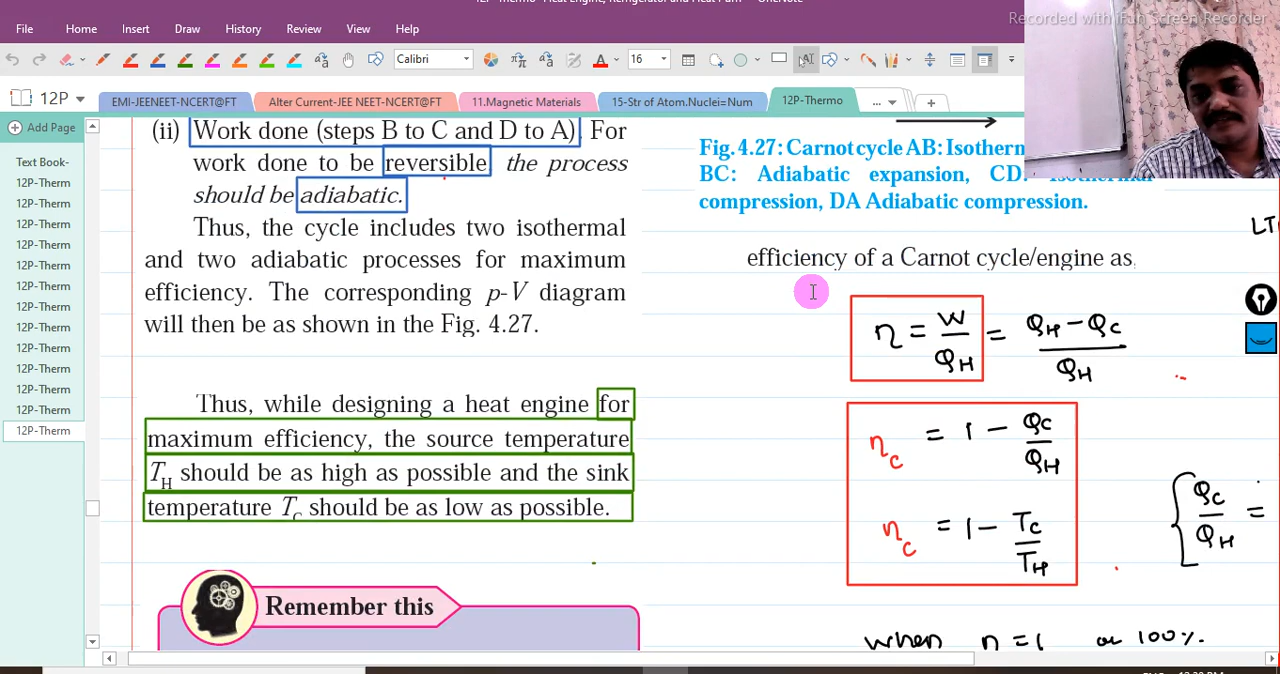 Recorded with iFun Screen Recorder
File Home Insert Draw History Review View Help
Calibri 16
12P EMI-JEENEET-NCERT@FT Alter Current-JEE NEET-NCERT@FT 11.Magnetic Materials 15-Str of Atom.Nuclei=Num 12P-Thermo ...
Add Page
Text Book-
12P-Therm
12P-Therm
12P-Therm
12P-Therm
12P-Therm
12P-Therm
12P-Therm
12P-Therm
12P-Therm
12P-Therm
12P-Therm
12P-Therm
12P-Therm
(ii) Work done (steps B to C and D to A). For
work done to be reversible the process
should be adiabatic.
Thus, the cycle includes two isothermal
and two adiabatic processes for maximum
efficiency. The corresponding p-V diagram
will then be as shown in the Fig. 4.27.
Thus, while designing a heat engine for
maximum efficiency, the source temperature
TH should be as high as possible and the sink
temperature TC should be as low as possible.
Remember this
Fig. 4.27: Carnot cycle AB: Isotherm
BC: Adiabatic expansion, CD:
compression, DA Adiabatic compression.
LT
efficiency of a Carnot cycle/engine as
η = W/QH = (QH - QC)/QH
ηc = 1 - QC/QH
ηc = 1 - TC/TH
{ QC/QH =
when η = 1 or 100%